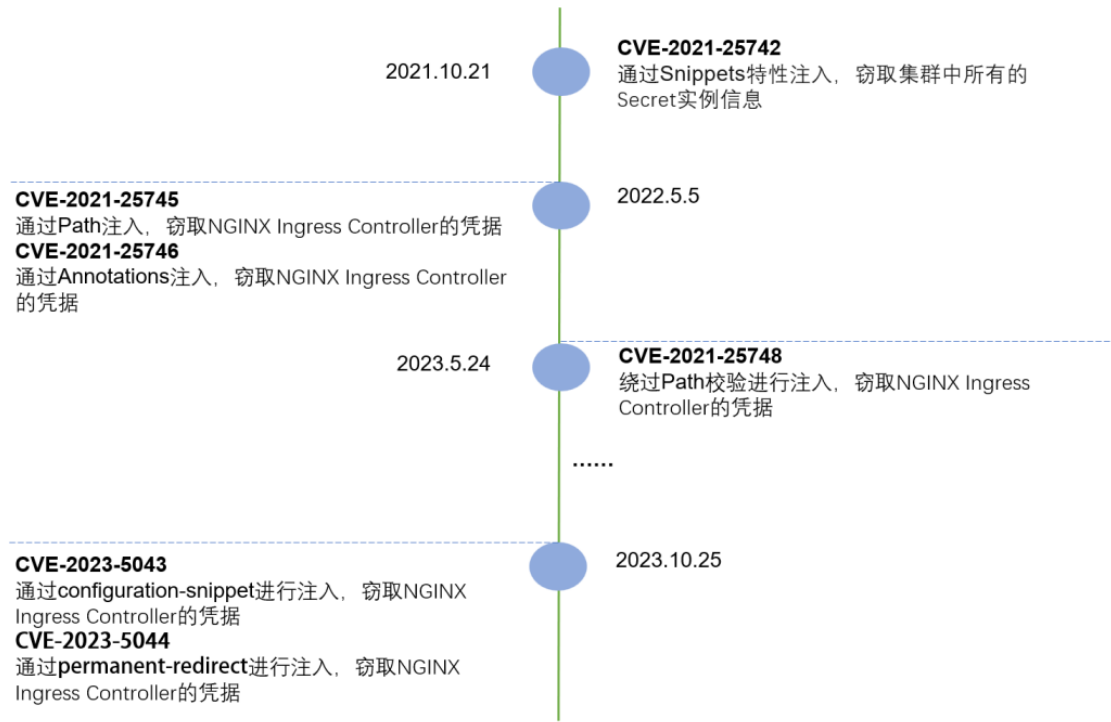 2021.10.21
CVE-2021-25742
通过Snippets特性注入，窃取集群中所有的
Secret实例信息
2022.5.5
CVE-2021-25745
通过Path注入，窃取NGINX Ingress Controller的凭据
CVE-2021-25746
通过Annotations注入，窃取NGINX Ingress Controller
的凭据
2023.5.24
CVE-2021-25748
绕过Path校验进行注入，窃取NGINX Ingress
Controller的凭据
......
2023.10.25
CVE-2023-5043
通过configuration-snippet进行注入，窃取NGINX
Ingress Controller的凭据
CVE-2023-5044
通过permanent-redirect进行注入，窃取NGINX
Ingress Controller的凭据